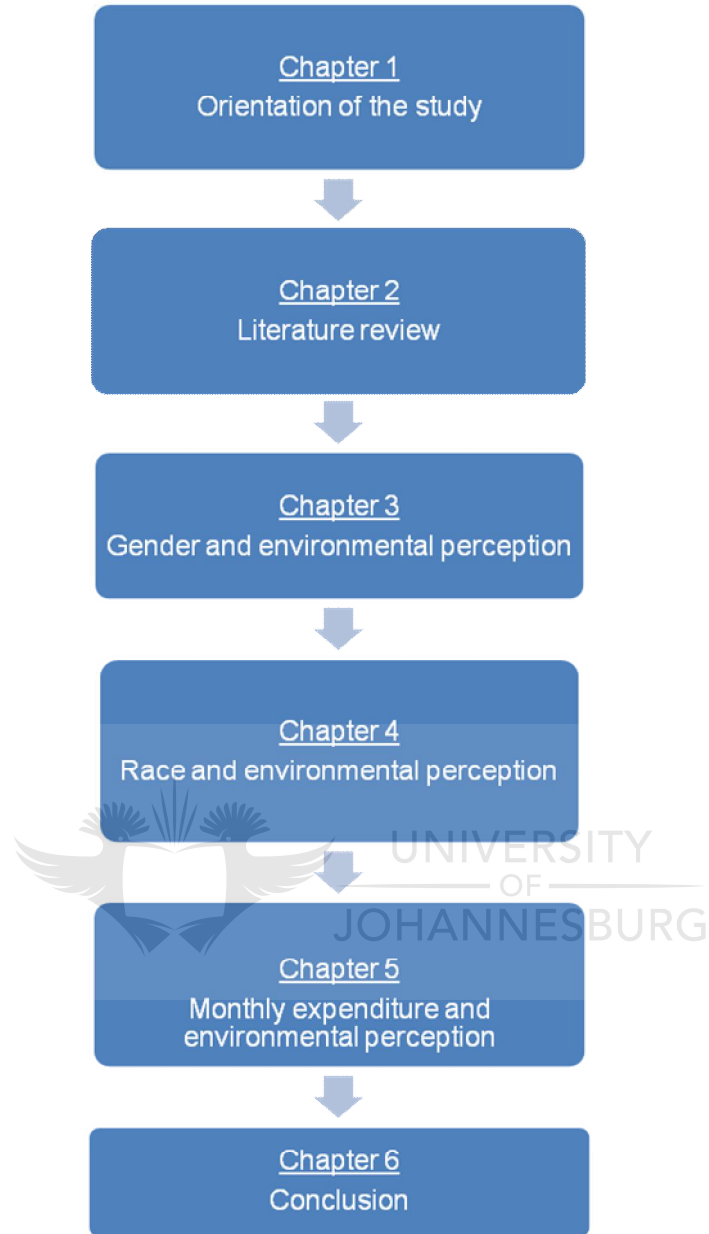 Chapter 1
Orientation of the study
Chapter 2
Literature review
Chapter 3
Gender and environmental perception
Chapter 4
Race and environmental perception
UNIVERSITY
OF
JOHANNESBURG
Chapter 5
Monthly expenditure and
environmental perception
Chapter 6
Conclusion